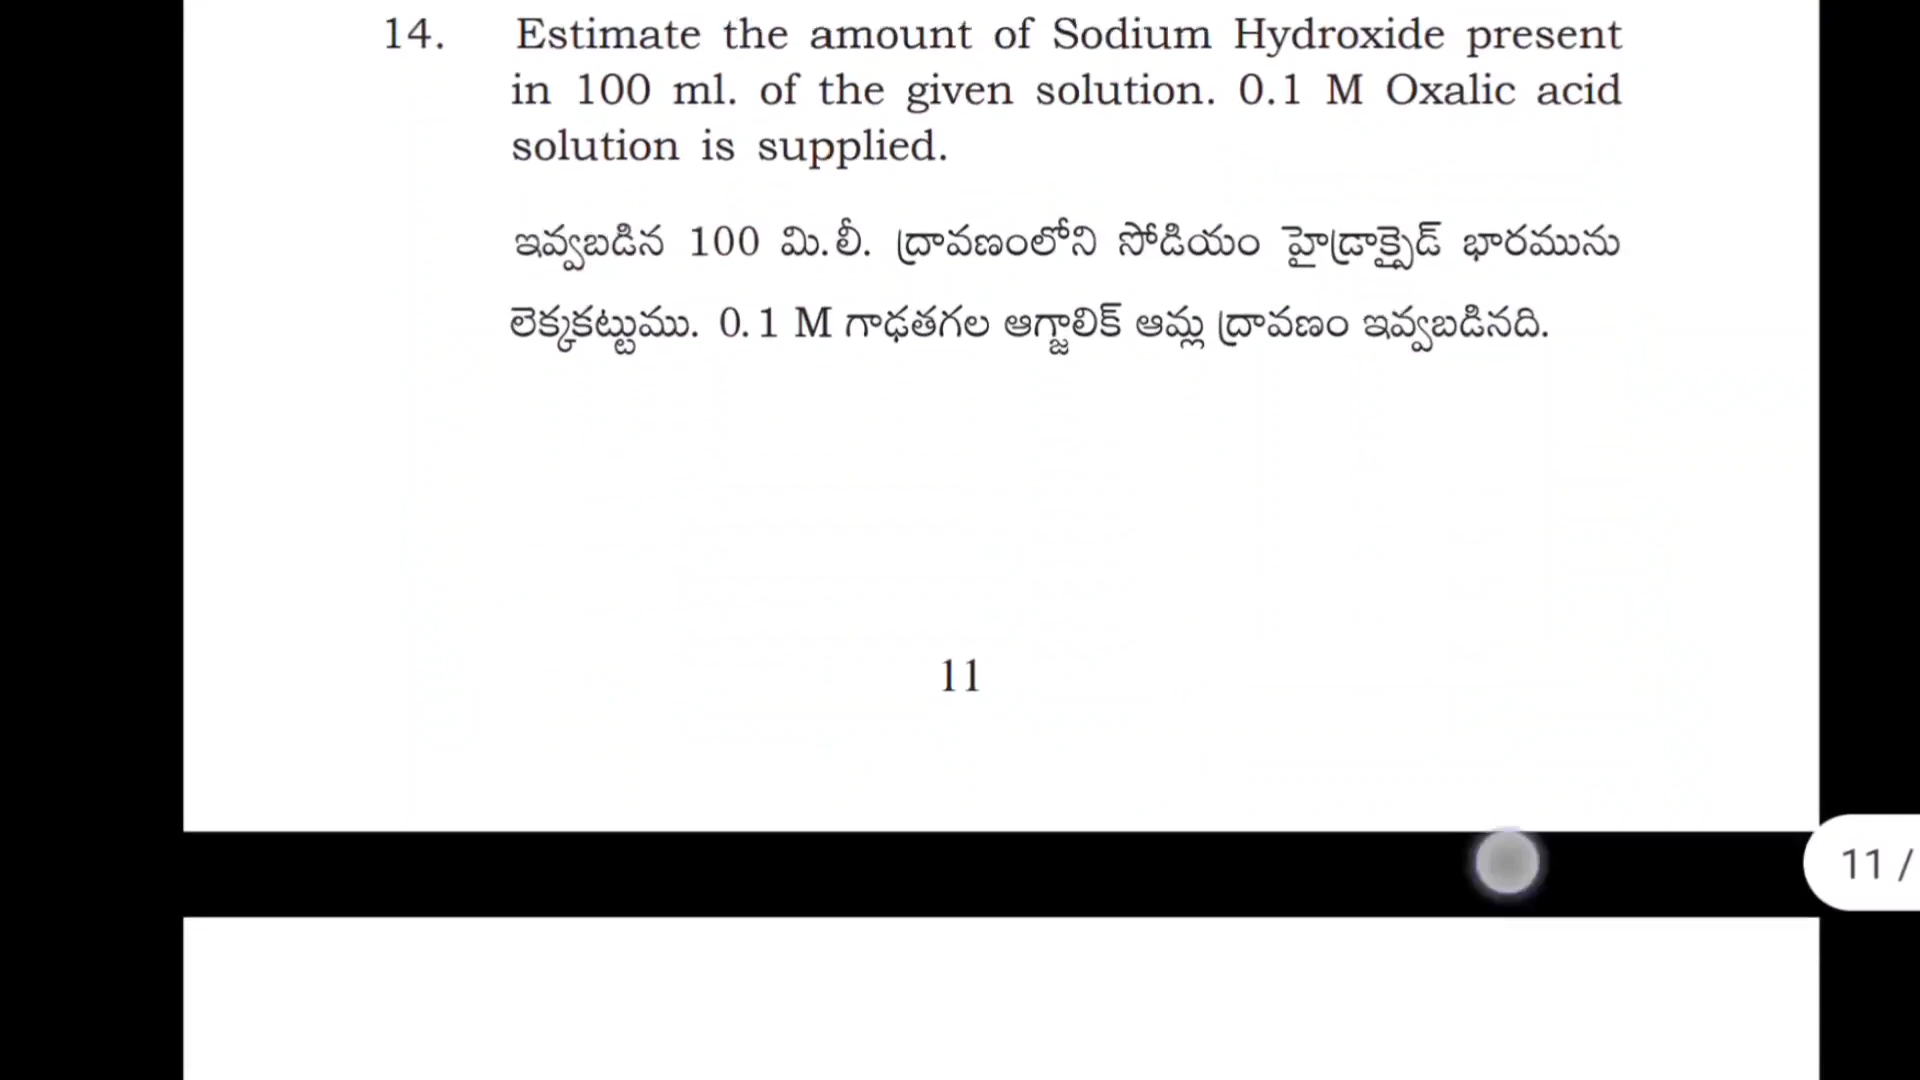 14. Estimate the amount of Sodium Hydroxide present
in 100 ml. of the given solution. 0.1 M Oxalic acid
solution is supplied.
ఇవ్వబడిన 100 మి.లీ. ద్రావణంలోని సోడియం హైడ్రాక్సైడ్ భారమును
లెక్కకట్టుము. 0.1 M గాఢతగల ఆగ్జాలిక్ ఆమ్ల ద్రావణం ఇవ్వబడినది.
11
11 /